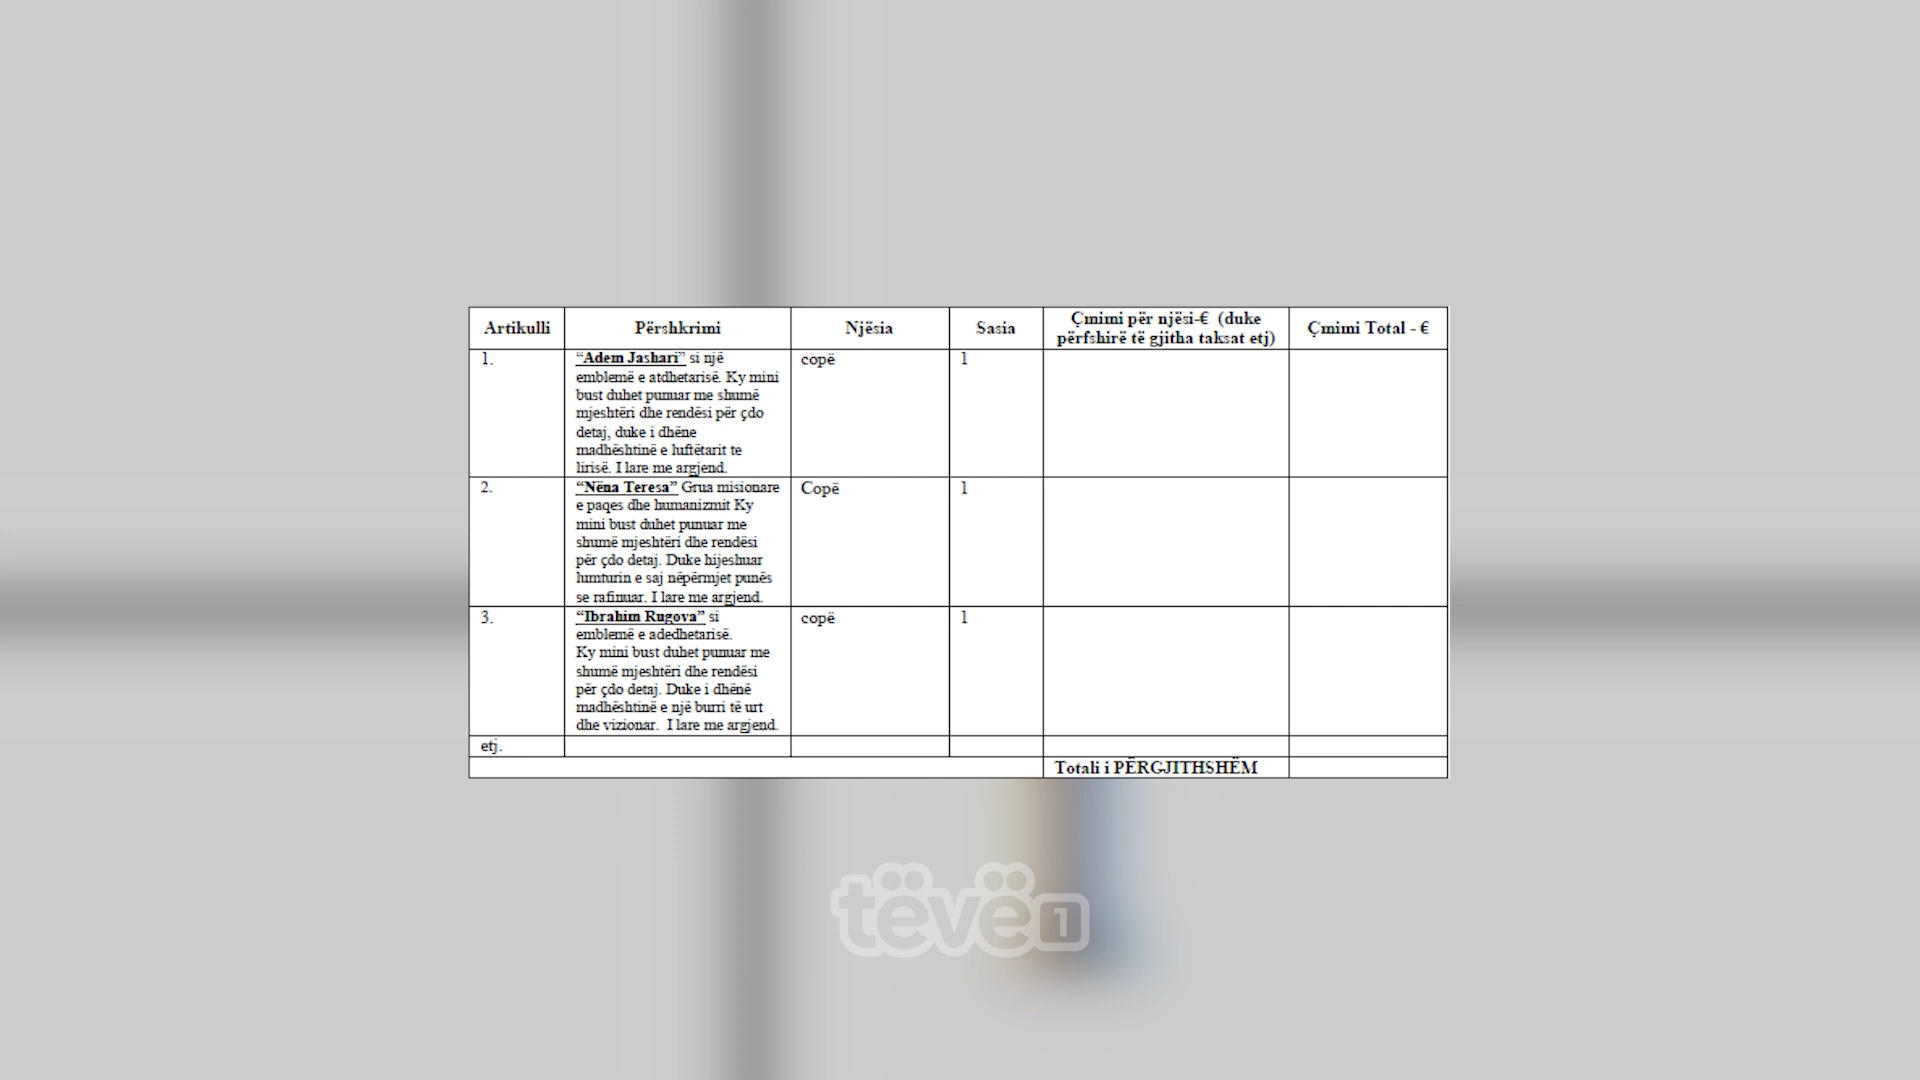 Artikulli Përshkrimi Njësia Sasia Çmimi për njësi-€ (duke përfshirë të gjitha taksat etj) Çmimi Total - €
1. “Adem Jashari” si një copë 1
emblemë e atdhetarisë. Ky mini
bust duhet punuar me shumë
mjeshtëri dhe rendësi për çdo
detaj, duke i dhëne
madhështinë e luftëtarit te
lirisë. I lare me argjend.
2. “Nëna Teresa” Grua misionare Copë 1
e paqes dhe humanizmit Ky
mini bust duhet punuar me
shumë mjeshtëri dhe rendësi
për çdo detaj. Duke hijeshuar
lumturin e saj nëpërmjet punës
se rafinuar. I lare me argjend.
3. “Ibrahim Rugova” si copë 1
emblemë e adedhetarisë.
Ky mini bust duhet punuar me
shumë mjeshtëri dhe rendësi
për çdo detaj. Duke i dhënë
madhështinë e një burri të urt
dhe vizionar. I lare me argjend.
etj.
Totali i PËRGJITHSHËM
tëvë1